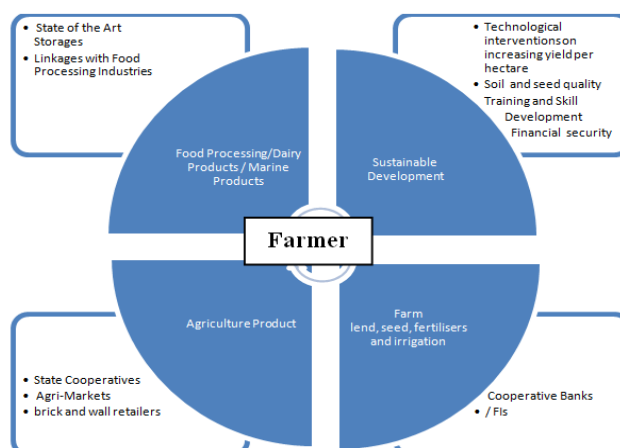 • State of the Art
Storages
• Linkages with Food
Processing Industries
• Technological
interventions on
increasing yield per
hectare
• Soil and seed quality
Training and Skill
Development
Financial security
Food Processing/Dairy
Products / Marine
Products
Sustainable
Development
Farmer
Agriculture Product
Farm
lend, seed, fertilisers
and irrigation
• State Cooperatives
• Agri-Markets
• brick and wall retailers
Cooperative Banks
• / FIs